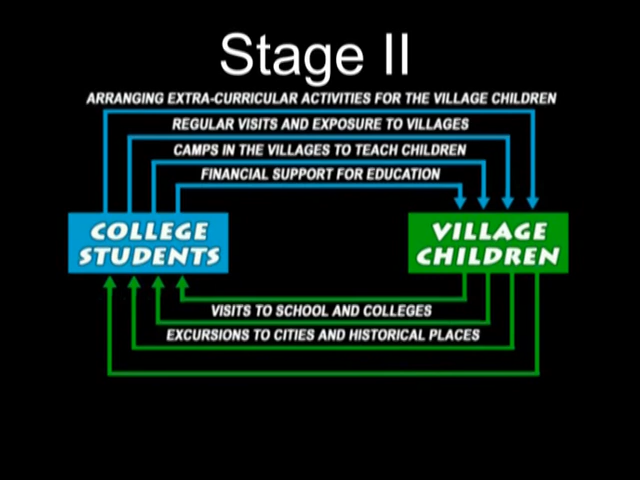 Stage II
ARRANGING EXTRA-CURRICULAR ACTIVITIES FOR THE VILLAGE CHILDREN
REGULAR VISITS AND EXPOSURE TO VILLAGES
CAMPS IN THE VILLAGES TO TEACH CHILDREN
FINANCIAL SUPPORT FOR EDUCATION
COLLEGE
STUDENTS
VILLAGE
CHILDREN
VISITS TO SCHOOL AND COLLEGES
EXCURSIONS TO CITIES AND HISTORICAL PLACES